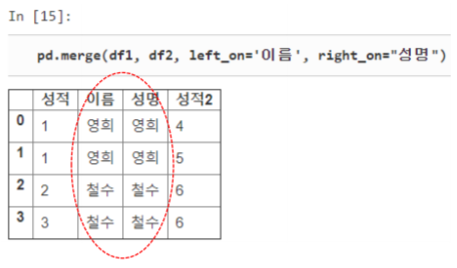 In [15]:
pd.merge(df1, df2, left_on='이름', right_on="성명")
성적 이름 성명 성적2
0 1 영희 영희 4
1 1 영희 영희 5
2 2 철수 철수 6
3 3 철수 철수 6